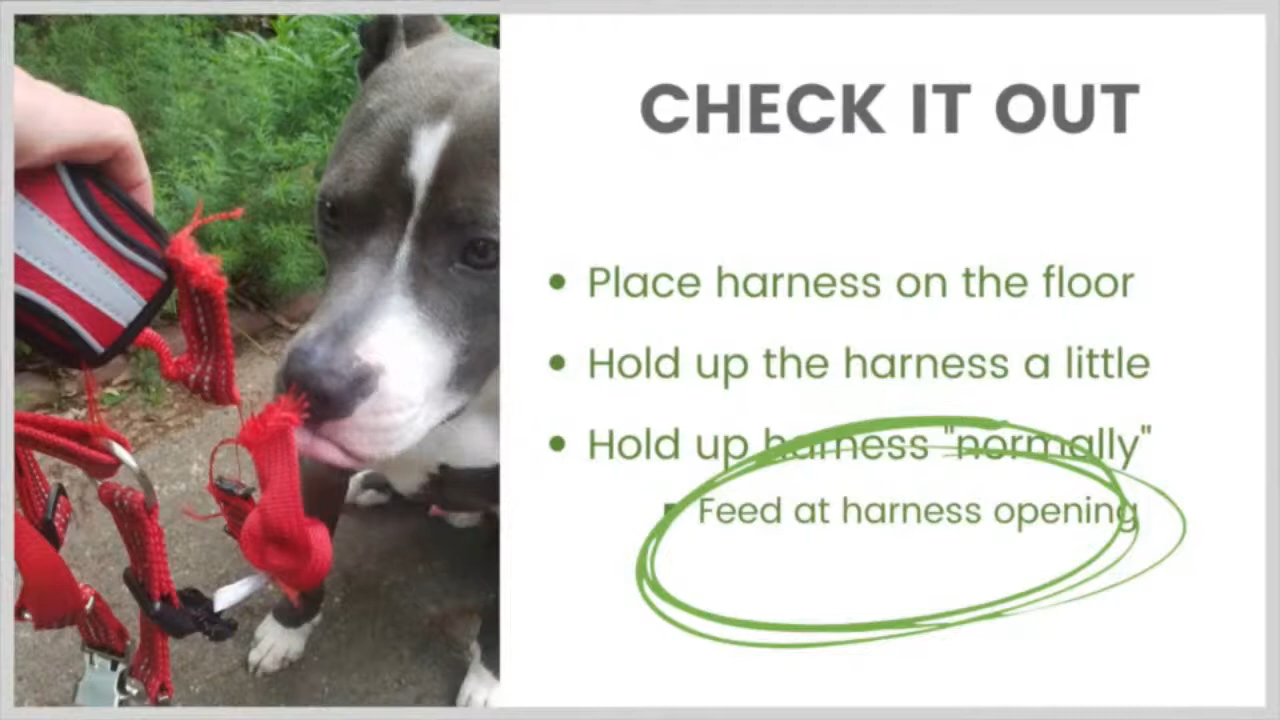 CHECK IT OUT
Place harness on the floor
Hold up the harness a little
Hold up harness "normally"
Feed at harness opening